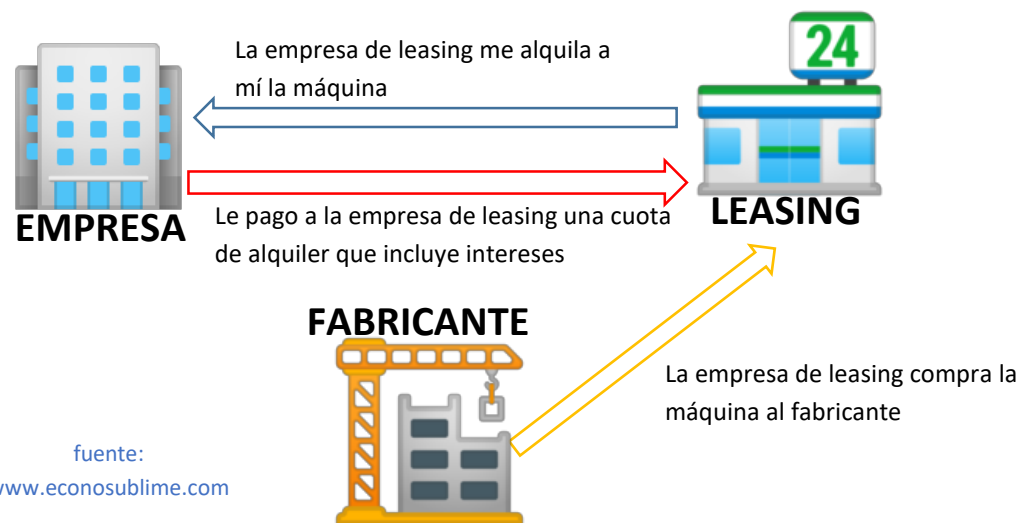 24
La empresa de leasing me alquila a
mí la máquina
EMPRESA
LEASING
Le pago a la empresa de leasing una cuota
de alquiler que incluye intereses
FABRICANTE
La empresa de leasing compra la
máquina al fabricante
fuente:
www.econosublime.com